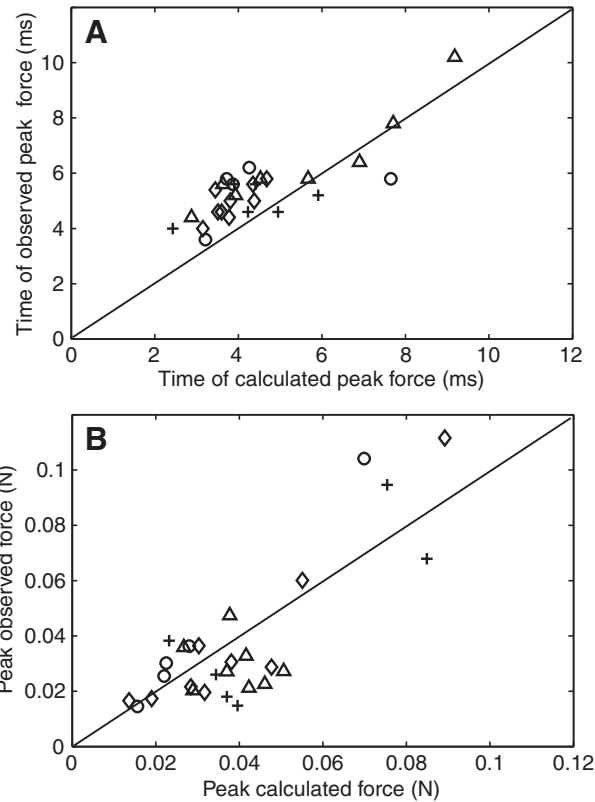 A
Time of observed peak force (ms)
10
8
6
4
2
0
0 2 4 6 8 10 12
Time of calculated peak force (ms)
B
Peak observed force (N)
0.1
0.08
0.06
0.04
0.02
0
0 0.02 0.04 0.06 0.08 0.1 0.12
Peak calculated force (N)